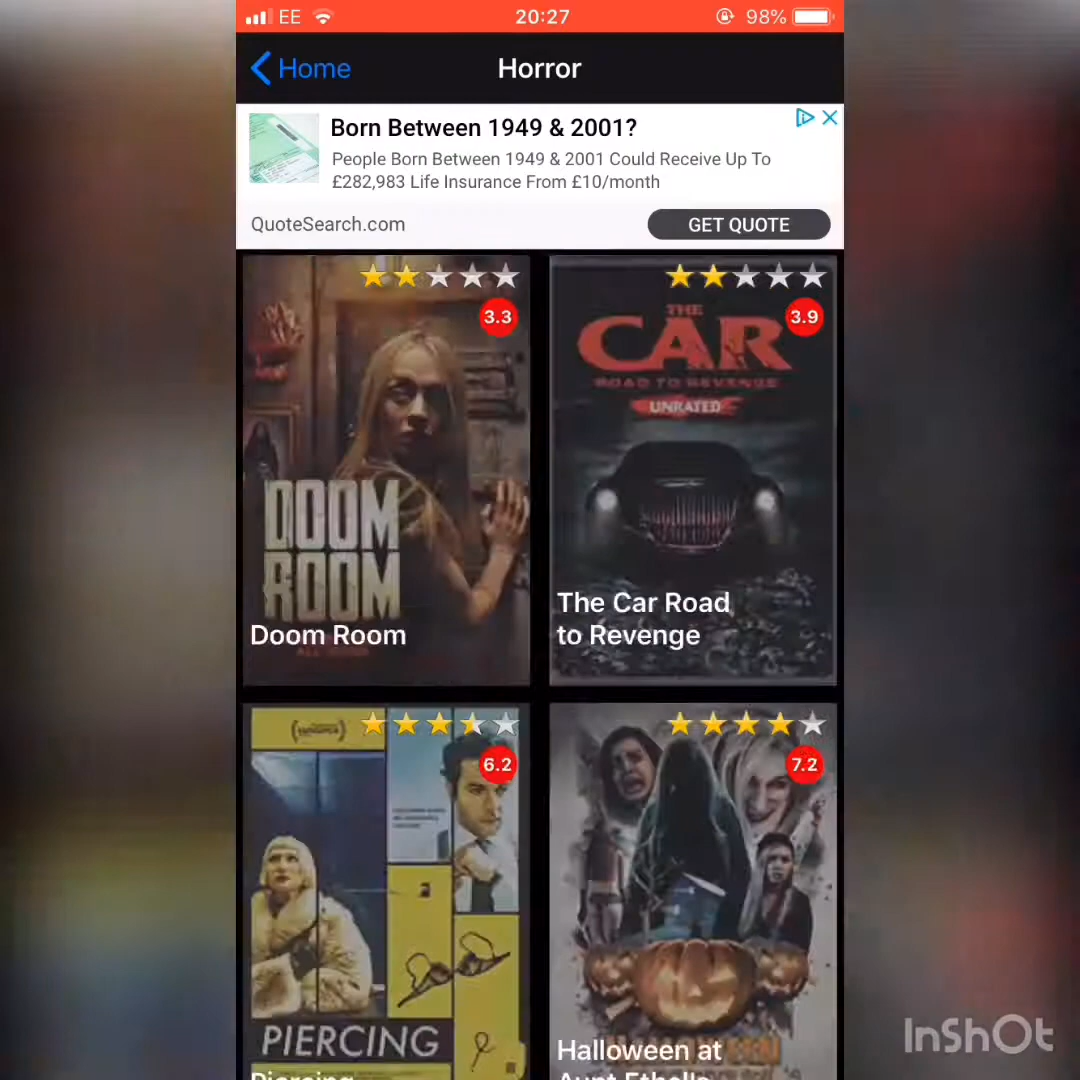 EE 20:27 98%
Home Horror
Born Between 1949 & 2001?
People Born Between 1949 & 2001 Could Receive Up To
£282,983 Life Insurance From £10/month
QuoteSearch.com GET QUOTE
3.3
DOOM
ROOM
Doom Room
3.9
THE
CAR
ROAD TO REVENGE
UNRATED
The Car Road
to Revenge
6.2
PIERCING
Piercing
7.2
Halloween at
Aunt Ethel's
InShOt